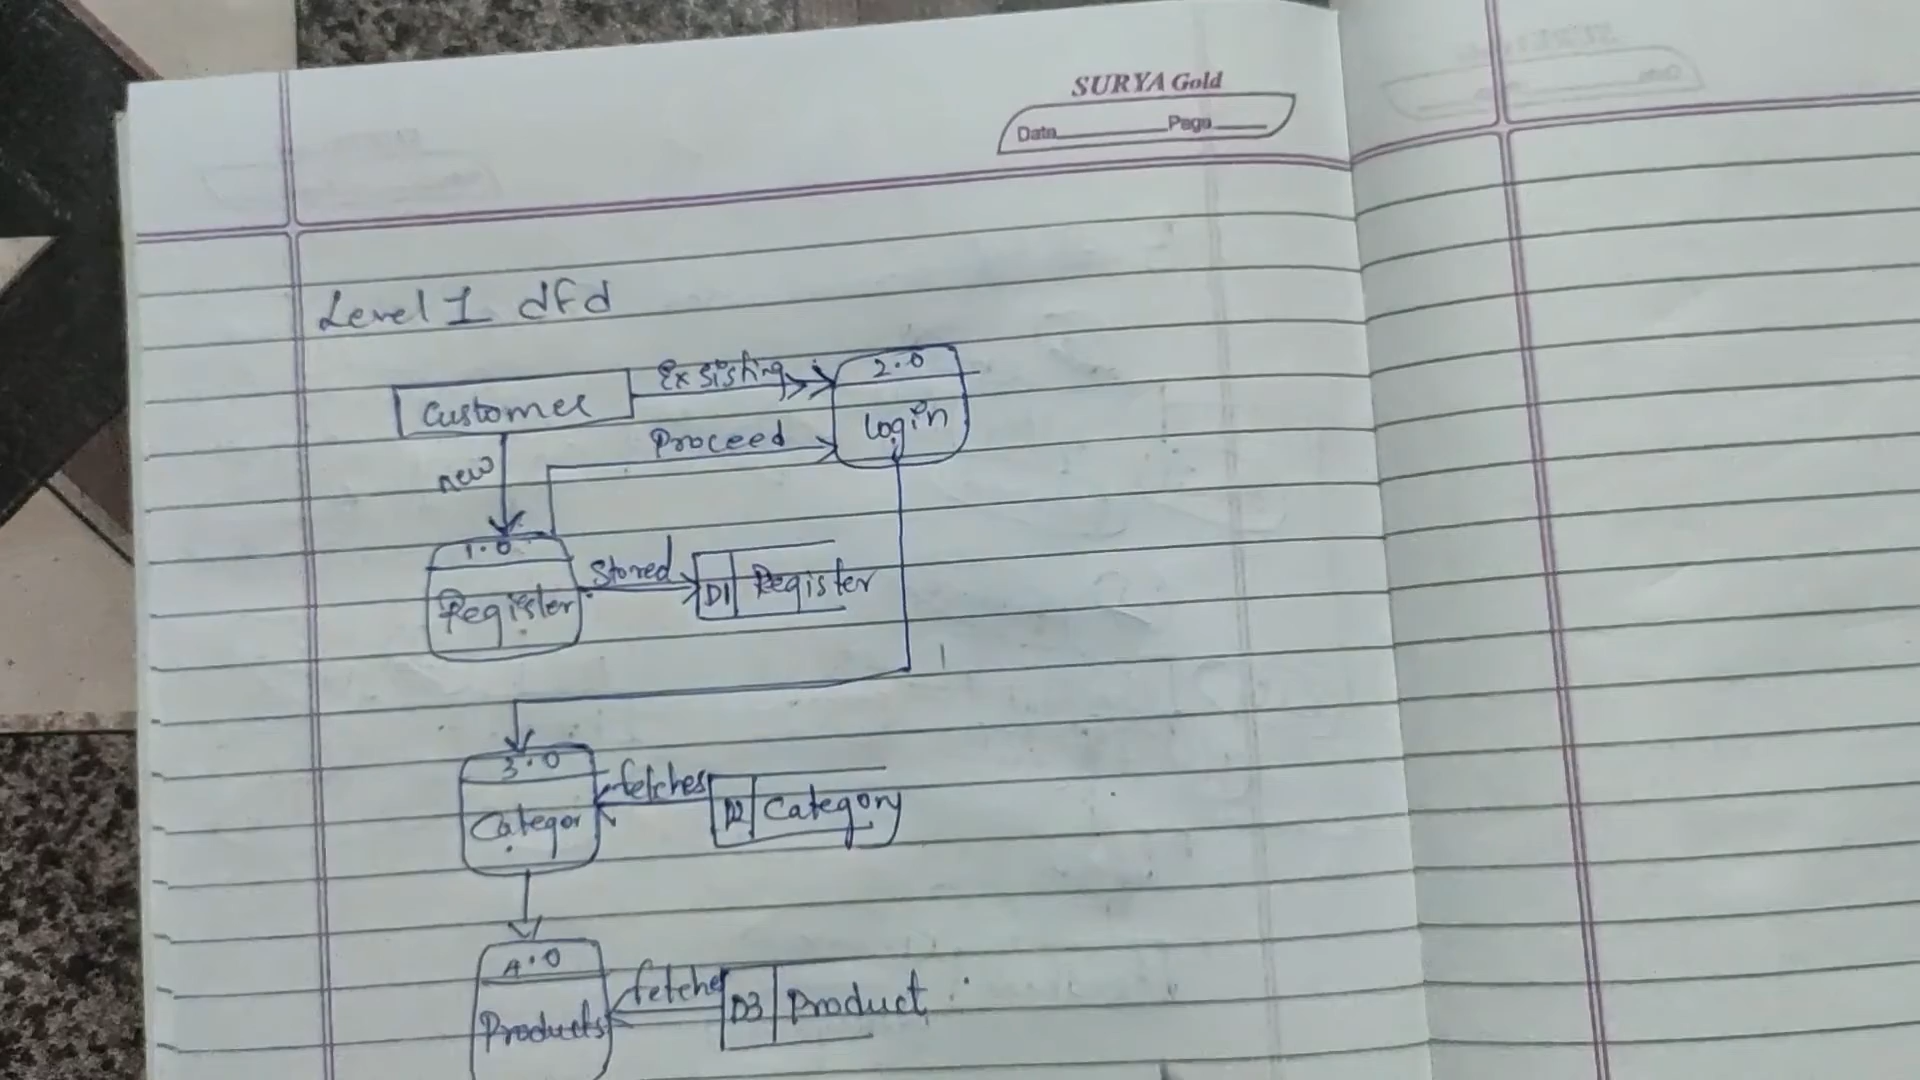 SURYA Gold
Date Page
Level 1 dfd
Customer
Exsisting
2.0
Login
Proceed
new
1.0
Register
Stored
D1 Register
3.0
Categor
fetches
D2 Category
4.0
Products
fetche
D3 Product